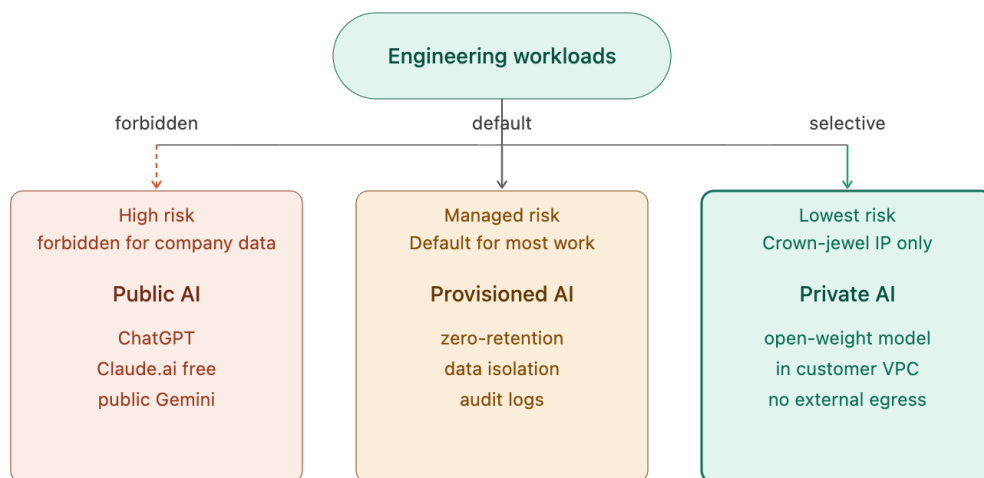 Engineering workloads
forbidden
default
selective
High risk
forbidden for company data
Public AI
ChatGPT
Claude.ai free
public Gemini
Managed risk
Default for most work
Provisioned AI
zero-retention
data isolation
audit logs
Lowest risk
Crown-jewel IP only
Private AI
open-weight model
in customer VPC
no external egress